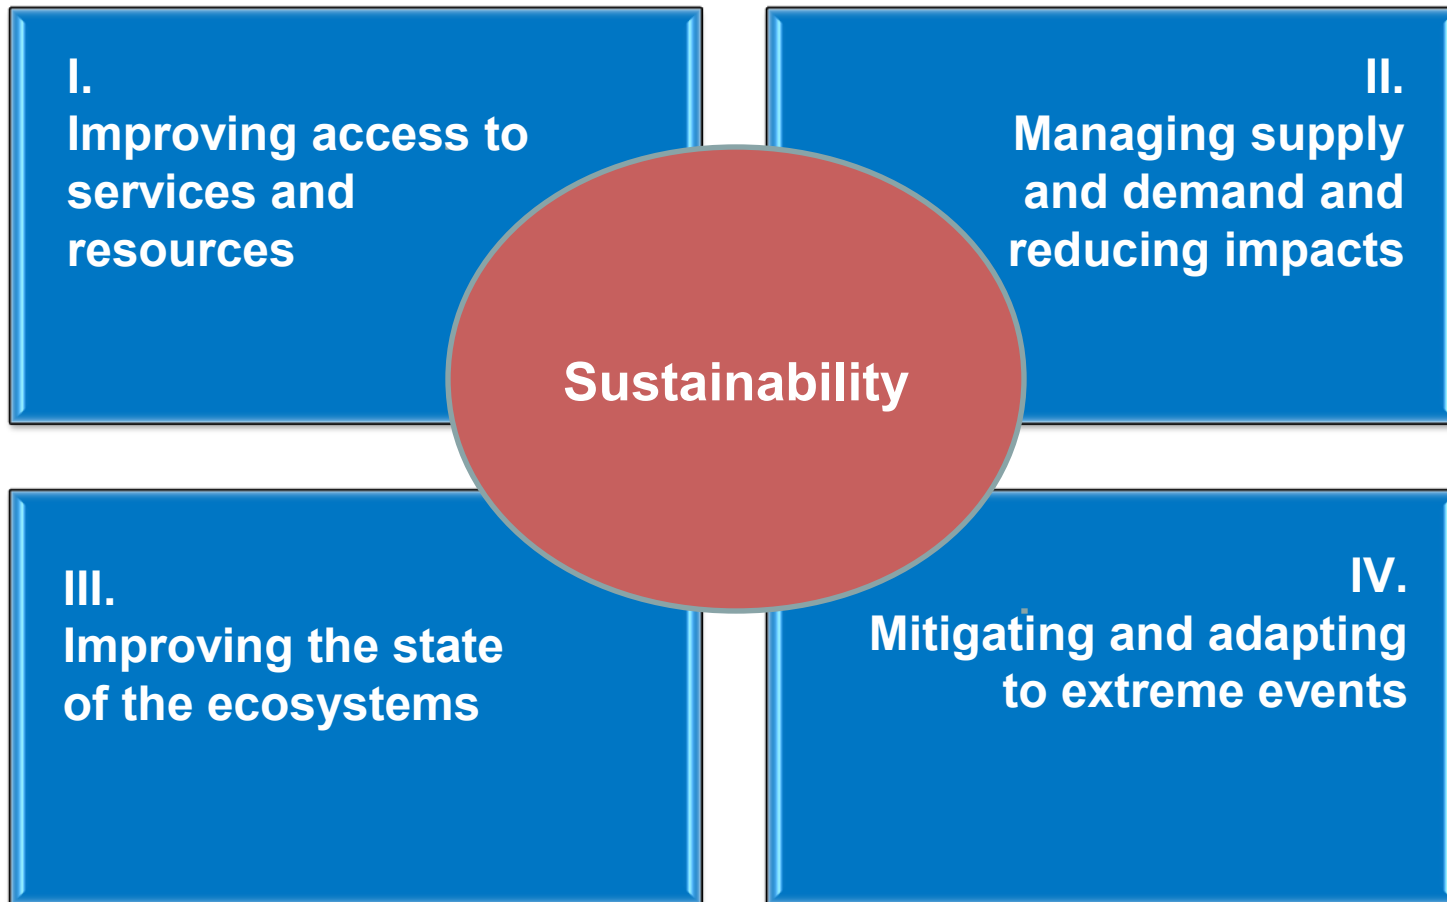 I.
Improving access to
services and
resources
II.
Managing supply
and demand and
reducing impacts
Sustainability
III.
Improving the state
of the ecosystems
IV.
Mitigating and adapting
to extreme events